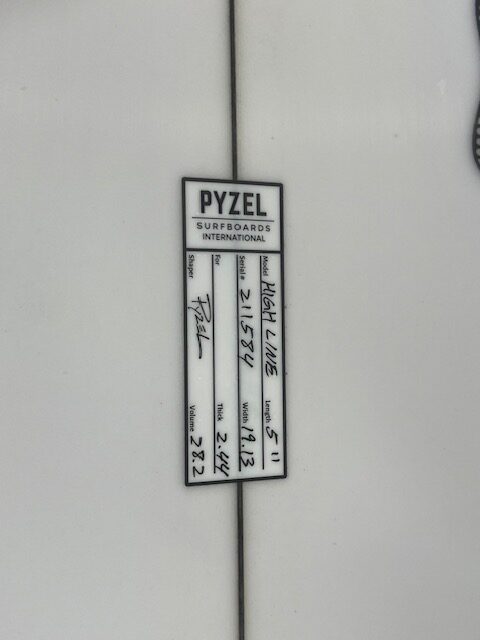 PYZEL
SURFBOARDS
INTERNATIONAL
Model HIGH LINE Length 5 11
Serial# 211584 Width 19.13
For Thick 2.44
Shaper PYZEL Volume 28.2